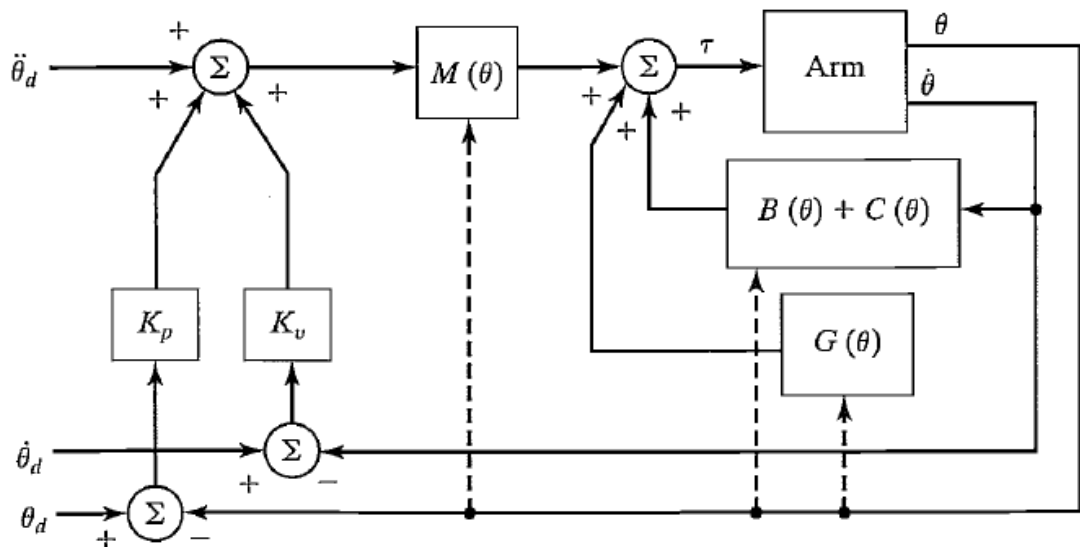 θ̈_d
+
+
+
Σ
M (θ)
+
+
+
Σ
τ
Arm
θ
θ̇
B (θ) + C (θ)
G (θ)
K_p
K_v
θ̇_d
+
−
Σ
θ_d
+
−
Σ